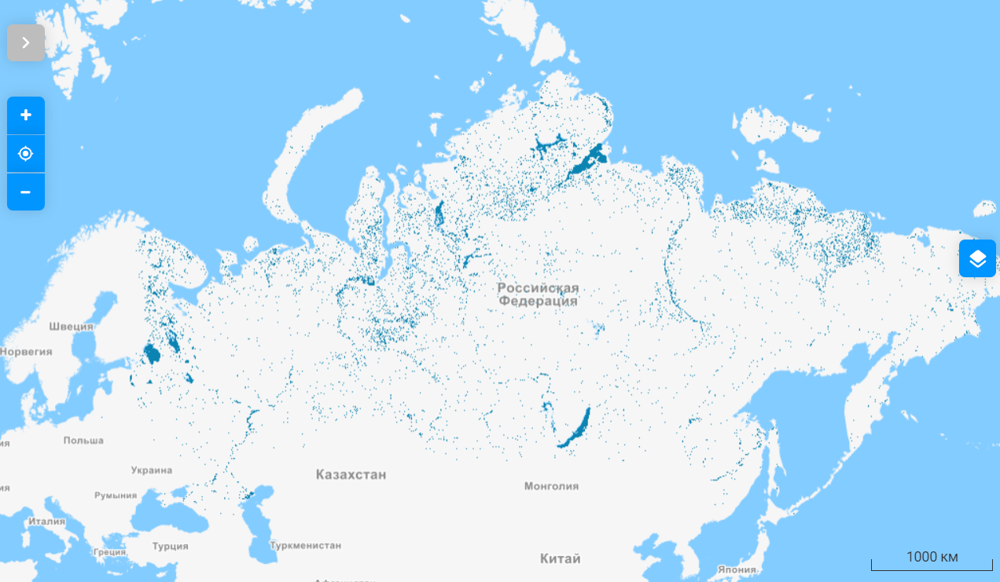 Российская
Федерация
Швеция
Норвегия
Польша
Украина
Казахстан
Монголия
Румыния
Италия
Турция
Греция
Туркменистан
Китай
1000 км
Япония